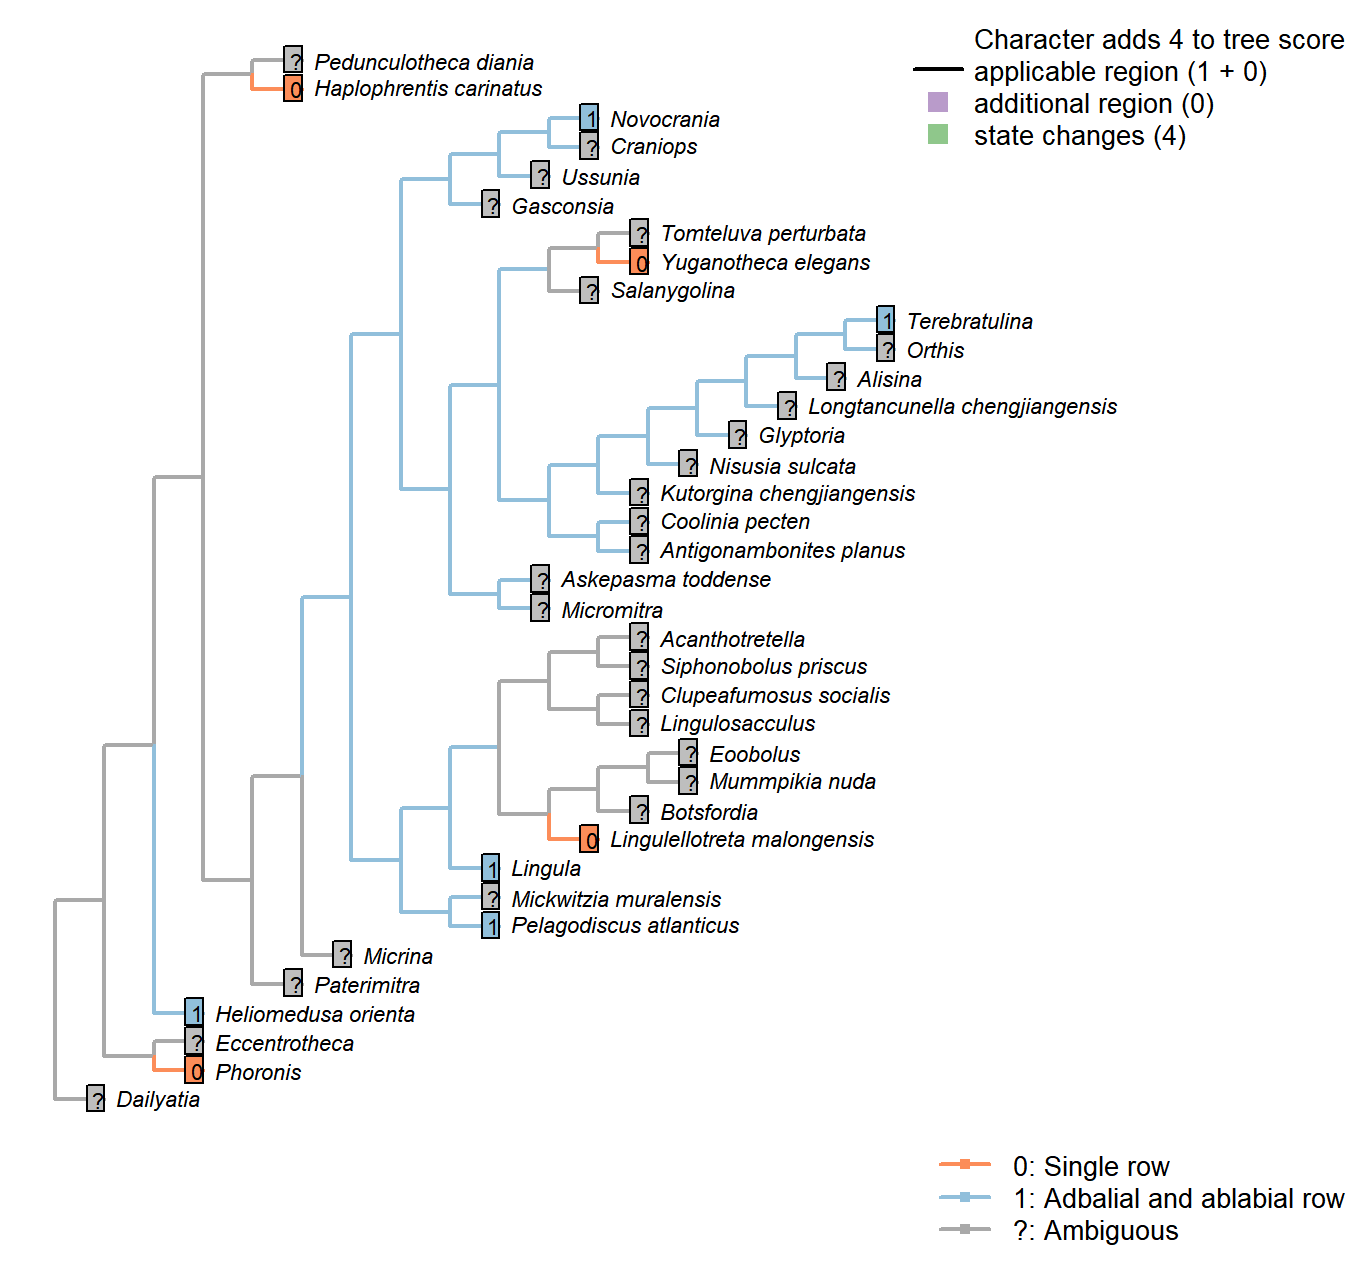 Character adds 4 to tree score
applicable region (1 + 0)
additional region (0)
state changes (4)
? Pedunculotheca diania
0 Haplophrentis carinatus
1 Novocrania
? Craniops
? Ussunia
? Gasconsia
? Tomteluva perturbata
0 Yuganotheca elegans
? Salanygolina
1 Terebratulina
? Orthis
? Alisina
? Longtancunella chengjiangensis
? Glyptoria
? Nisusia sulcata
? Kutorgina chengjiangensis
? Coolinia pecten
? Antigonambonites planus
? Askepasma toddense
? Micromitra
? Acanthotretella
? Siphonobolus priscus
? Clupeafumosus socialis
? Lingulosacculus
? Eoobolus
? Mummpikia nuda
? Botsfordia
0 Lingulellotreta malongensis
1 Lingula
? Mickwitzia muralensis
1 Pelagodiscus atlanticus
? Micrina
? Paterimitra
1 Heliomedusa orienta
? Eccentrotheca
0 Phoronis
? Dailyatia
0: Single row
1: Adbalial and ablabial row
?: Ambiguous